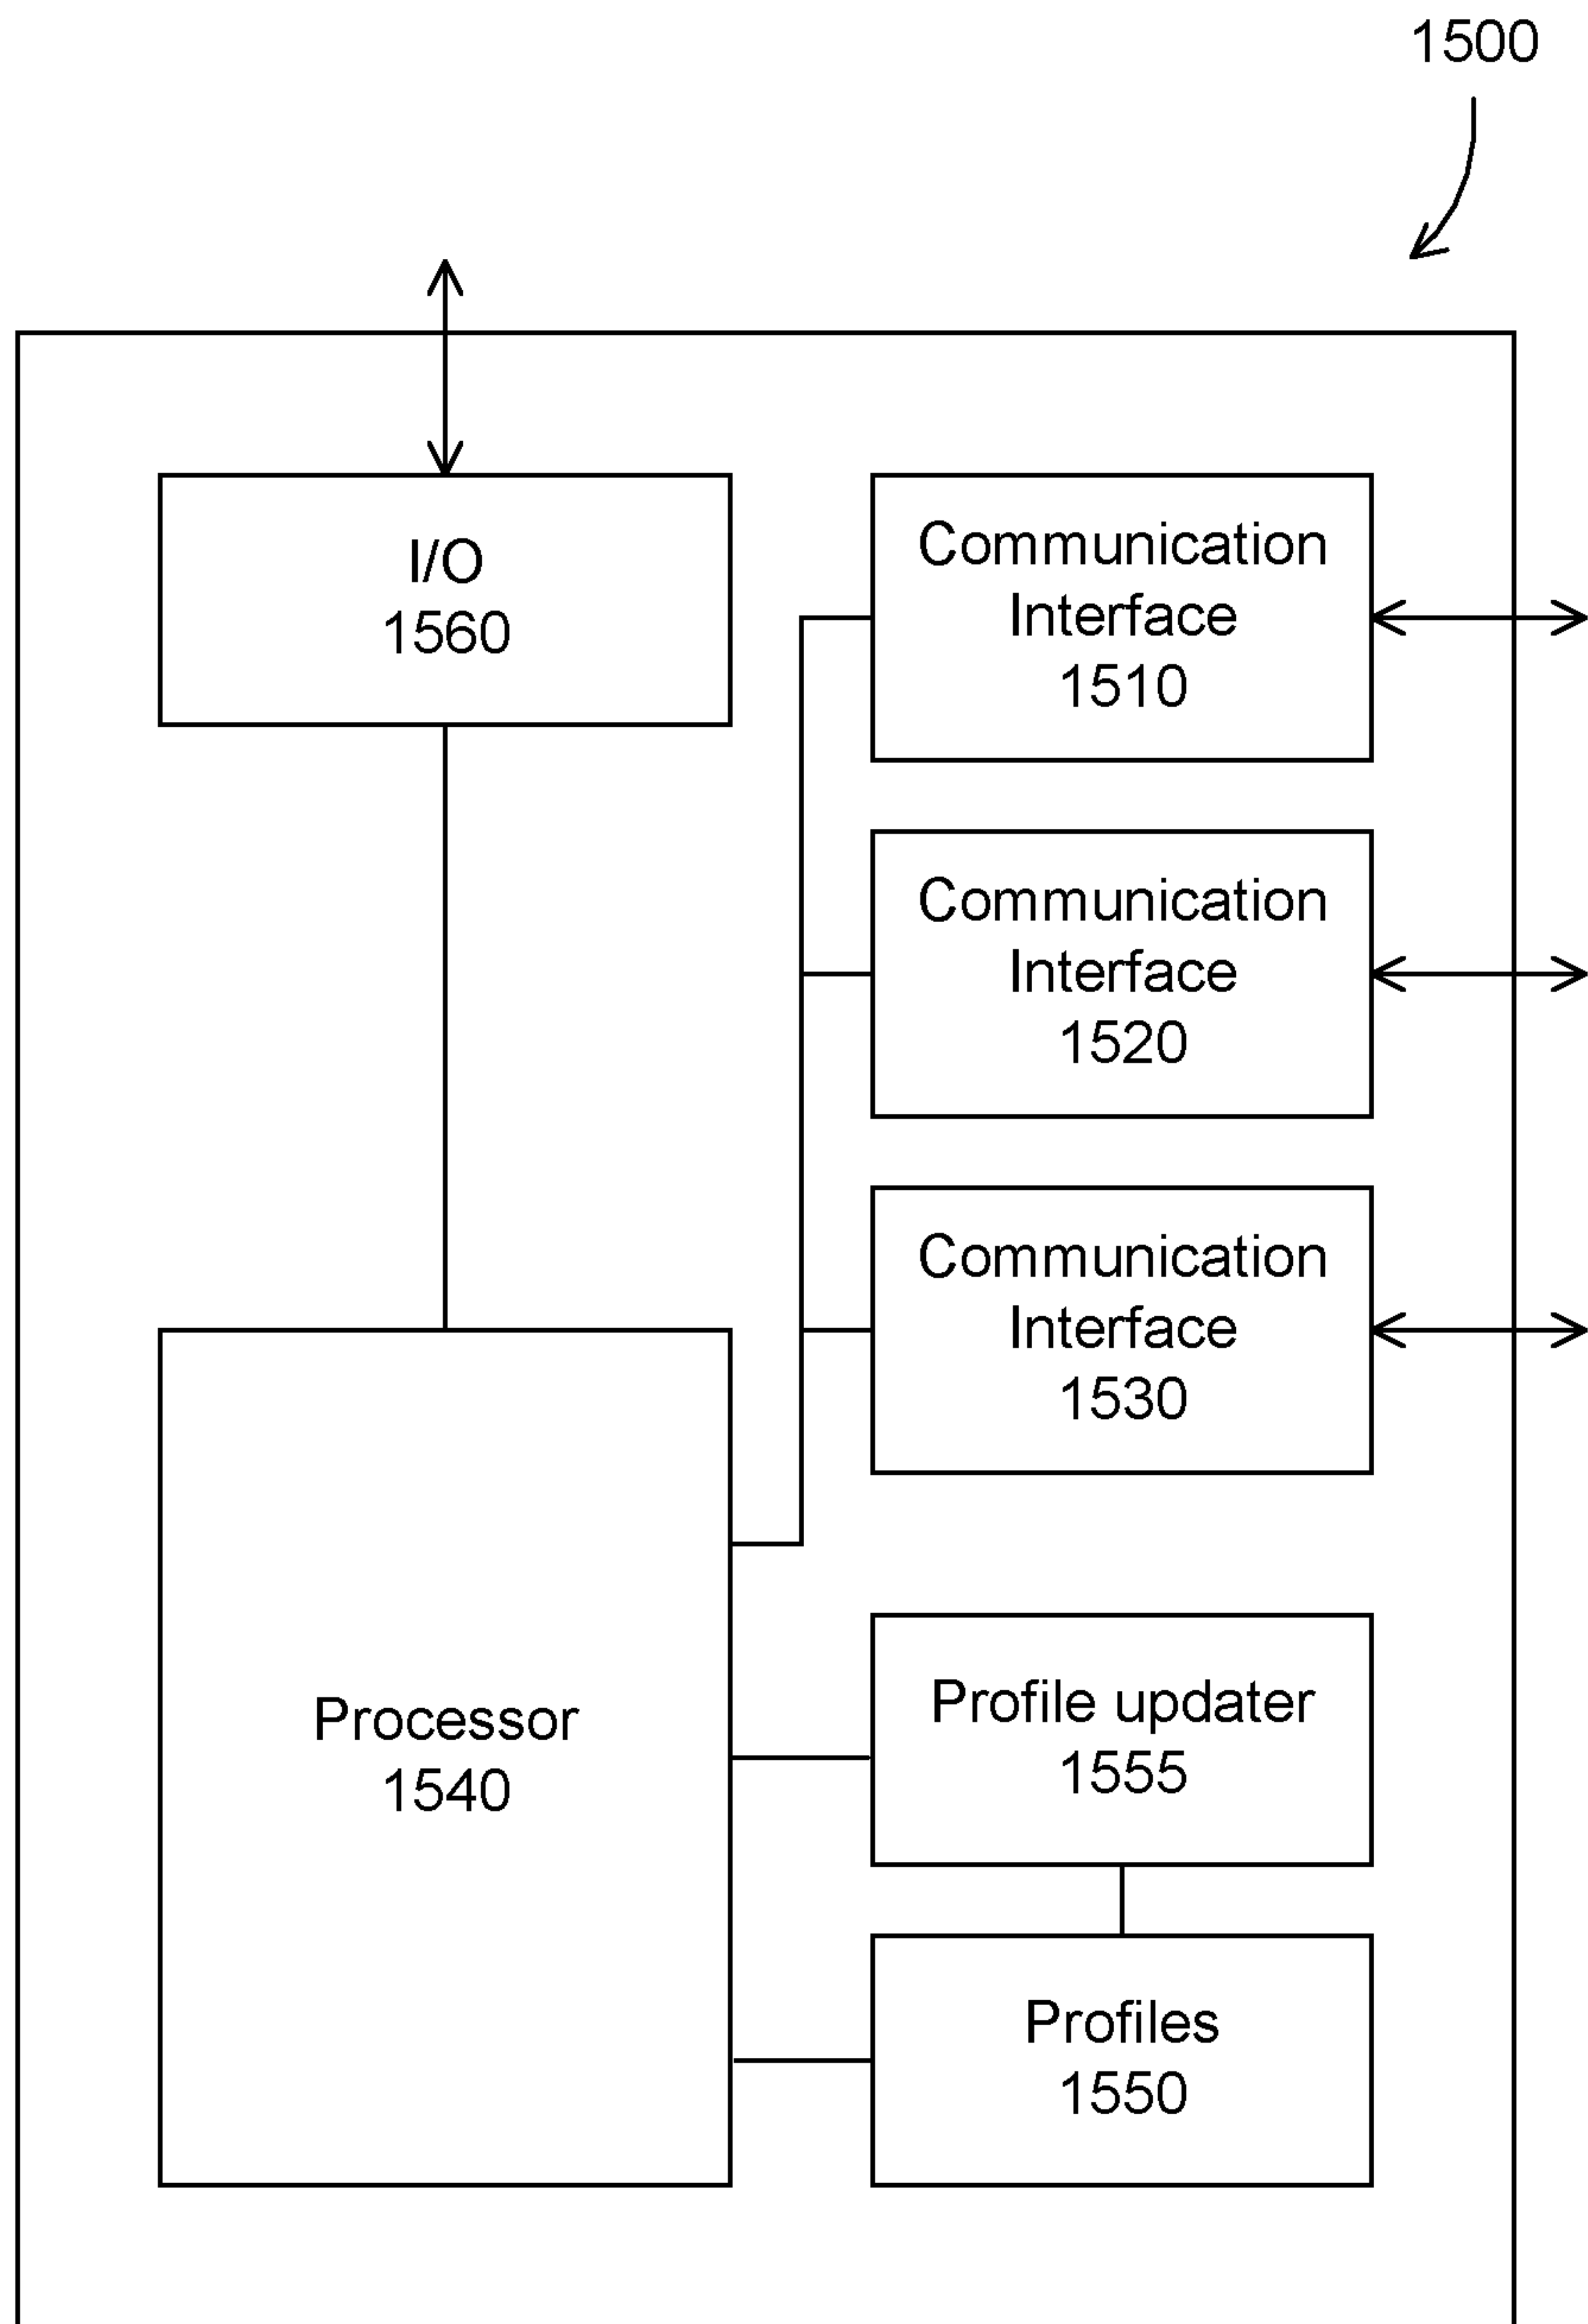 1500
I/O
1560
Communication
Interface
1510
Communication
Interface
1520
Communication
Interface
1530
Processor
1540
Profile updater
1555
Profiles
1550